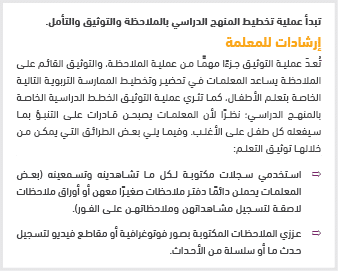 تبدأ عملية تخطيط المنهج الدراسي بالملاحظة والتوثيق والتأمل.
إرشادات للمعلمة
تُعدّ عملية التوثيق جزءًا مهمًّا من عملية الملاحظة، والتوثيق القائم على
الملاحظة يساعد المعلمات في تحضير وتخطيط الممارسة التربوية التالية
الخاصة بتعلم الأطفال، كما تثري عملية التوثيق الخطط الدراسية الخاصة
بالمنهج الدراسي؛ نظرًا لأن المعلمات يصبحن قادرات على التنبؤ بما
سيفعله كل طفل على الأغلب. وفيما يلي بعض الطرائق التي يمكن من
خلالها توثيق التعلم:
⇨ استخدمي سجلات مكتوبة لكل ما تشاهدينه وتسمعينه (بعض
المعلمات يحملن دائمًا دفتر ملاحظات صغيرًا معهن أو أوراق ملاحظات
لاصقة لتسجيل مشاهداتهن وملاحظاتهن على الفور).
⇨ عززي الملاحظات المكتوبة بصور فوتوغرافية أو مقاطع فيديو لتسجيل
حدث ما أو سلسلة من الأحداث.